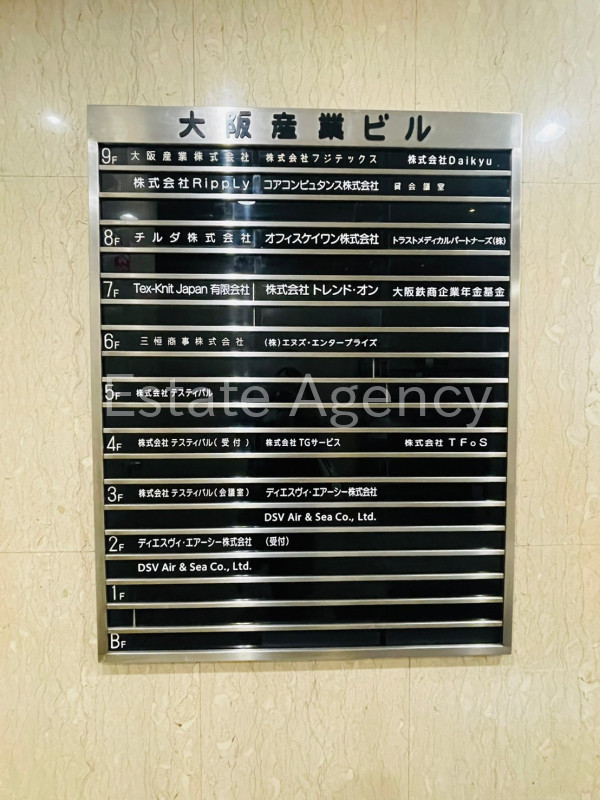 大阪産業ビル
9F 大阪産業株式会社 株式会社フジテックス 株式会社Daikyu
株式会社RippLy コアコンピュタンス株式会社 貸会議室
8F チルダ株式会社 オフィスケイワン株式会社 トラストメディカルパートナーズ(株)
7F Tex-Knit Japan 有限会社 株式会社トレンド・オン 大阪鉄商企業年金基金
6F 三恒商事株式会社 (株)エヌズ・エンタープライズ
5F 株式会社テスティパル
Estate Agency
4F 株式会社テスティパル(受付) 株式会社TGサービス 株式会社TFoS
3F 株式会社テスティパル(会議室) ディエスヴィ・エアーシー株式会社
DSV Air & Sea Co., Ltd.
2F ディエスヴィ・エアーシー株式会社 (受付)
DSV Air & Sea Co., Ltd.
1F
BF